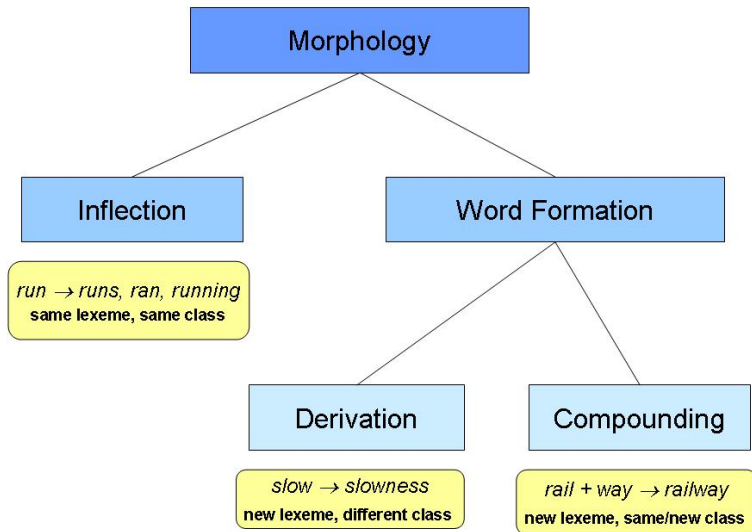 Morphology
Inflection
Word Formation
run → runs, ran, running
same lexeme, same class
Derivation
Compounding
slow → slowness
new lexeme, different class
rail + way → railway
new lexeme, same/new class